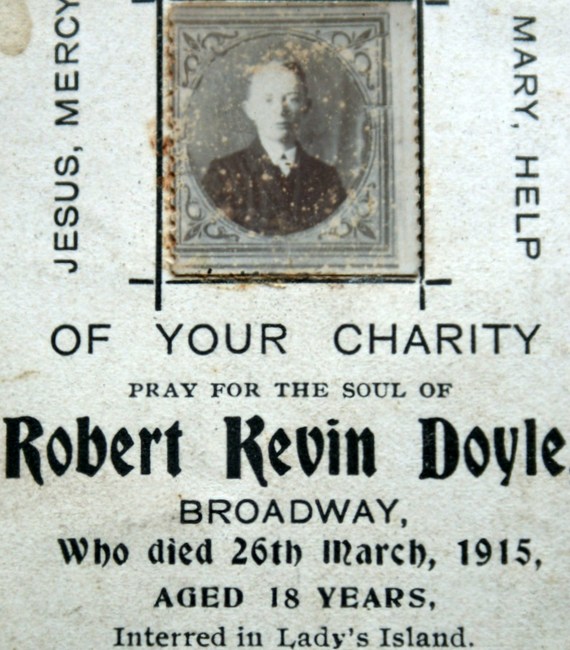 JESUS, MERCY
MARY, HELP
OF YOUR CHARITY
PRAY FOR THE SOUL OF
Robert Kevin Doyle,
BROADWAY,
Who died 26th March, 1915,
AGED 18 YEARS,
Interred in Lady's Island.